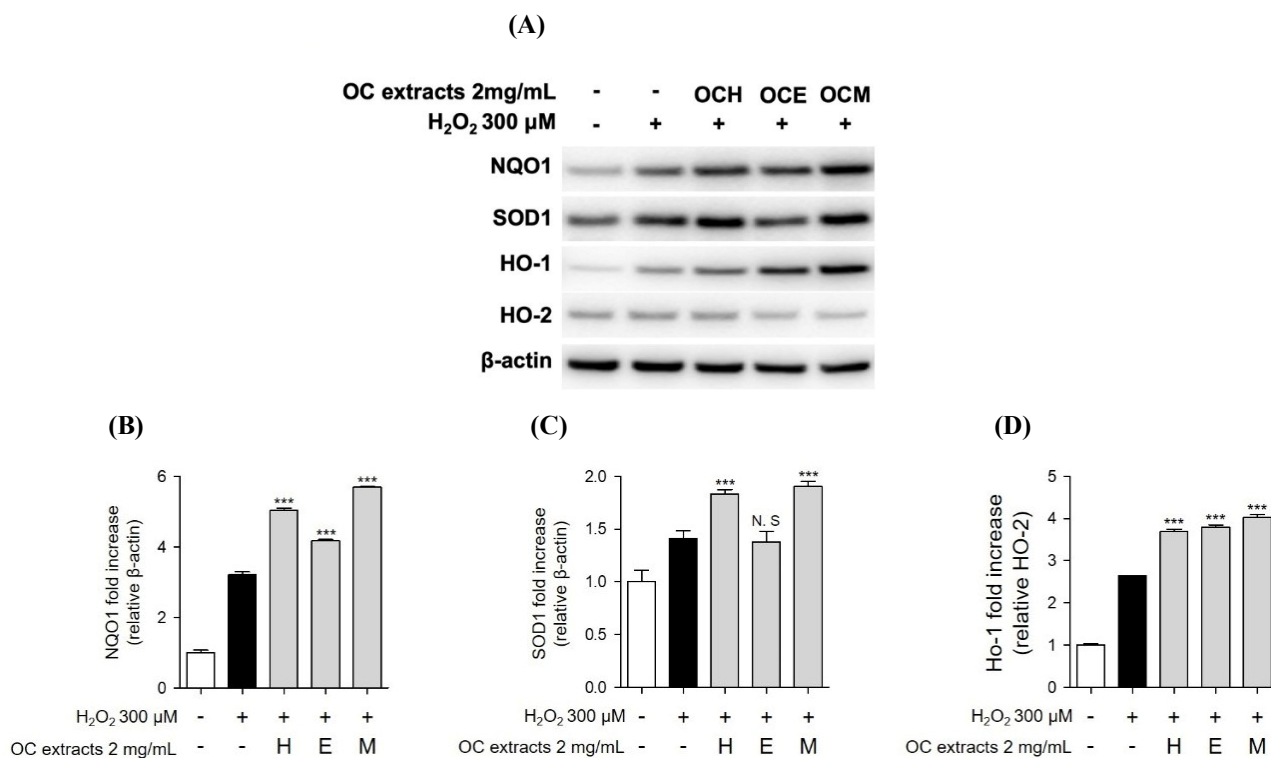 (A)
OC extracts 2mg/mL - - OCH OCE OCM
H₂O₂ 300 μM - + + + +
NQO1
SOD1
HO-1
HO-2
β-actin
(B)
NQO1 fold increase
(relative β-actin)
6
4
2
0
***
***
***
H₂O₂ 300 μM - + + + +
OC extracts 2 mg/mL - - H E M
(C)
SOD1 fold increase
(relative β-actin)
2.0
1.5
1.0
0.5
0.0
***
N. S
***
H₂O₂ 300 μM - + + + +
OC extracts 2 mg/mL - - H E M
(D)
Ho-1 fold increase
(relative HO-2)
5
4
3
2
1
0
***
***
***
H₂O₂ 300 μM - + + + +
OC extracts 2 mg/mL - - H E M